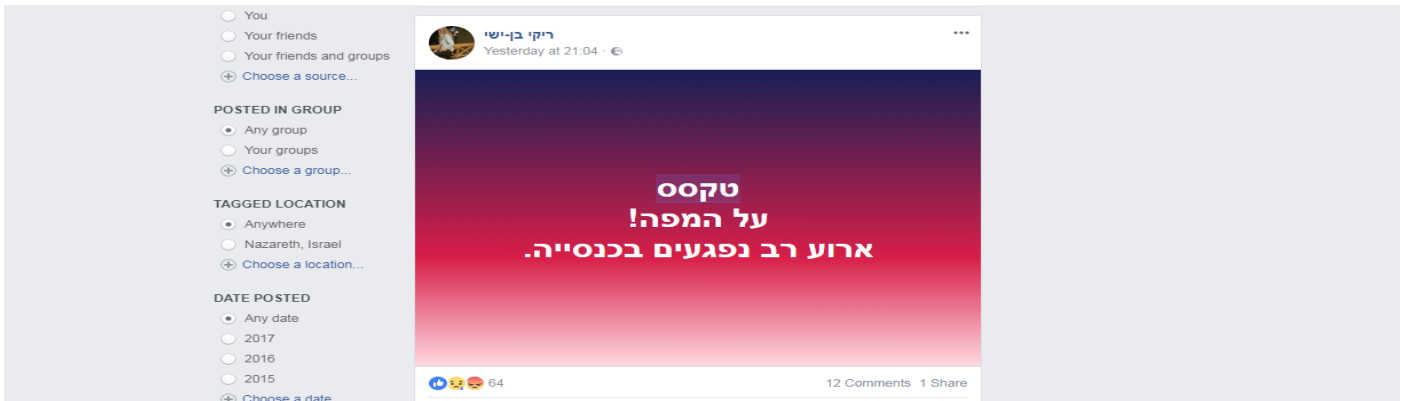 You
Your friends
Your friends and groups
Choose a source...
POSTED IN GROUP
Any group
Your groups
Choose a group...
TAGGED LOCATION
Anywhere
Nazareth, Israel
Choose a location...
DATE POSTED
Any date
2017
2016
2015
Choose a date
ריקי בן-ישי
Yesterday at 21:04 ·
טקסס
על המפה!
ארוע רב נפגעים בכנסייה.
64
12 Comments 1 Share